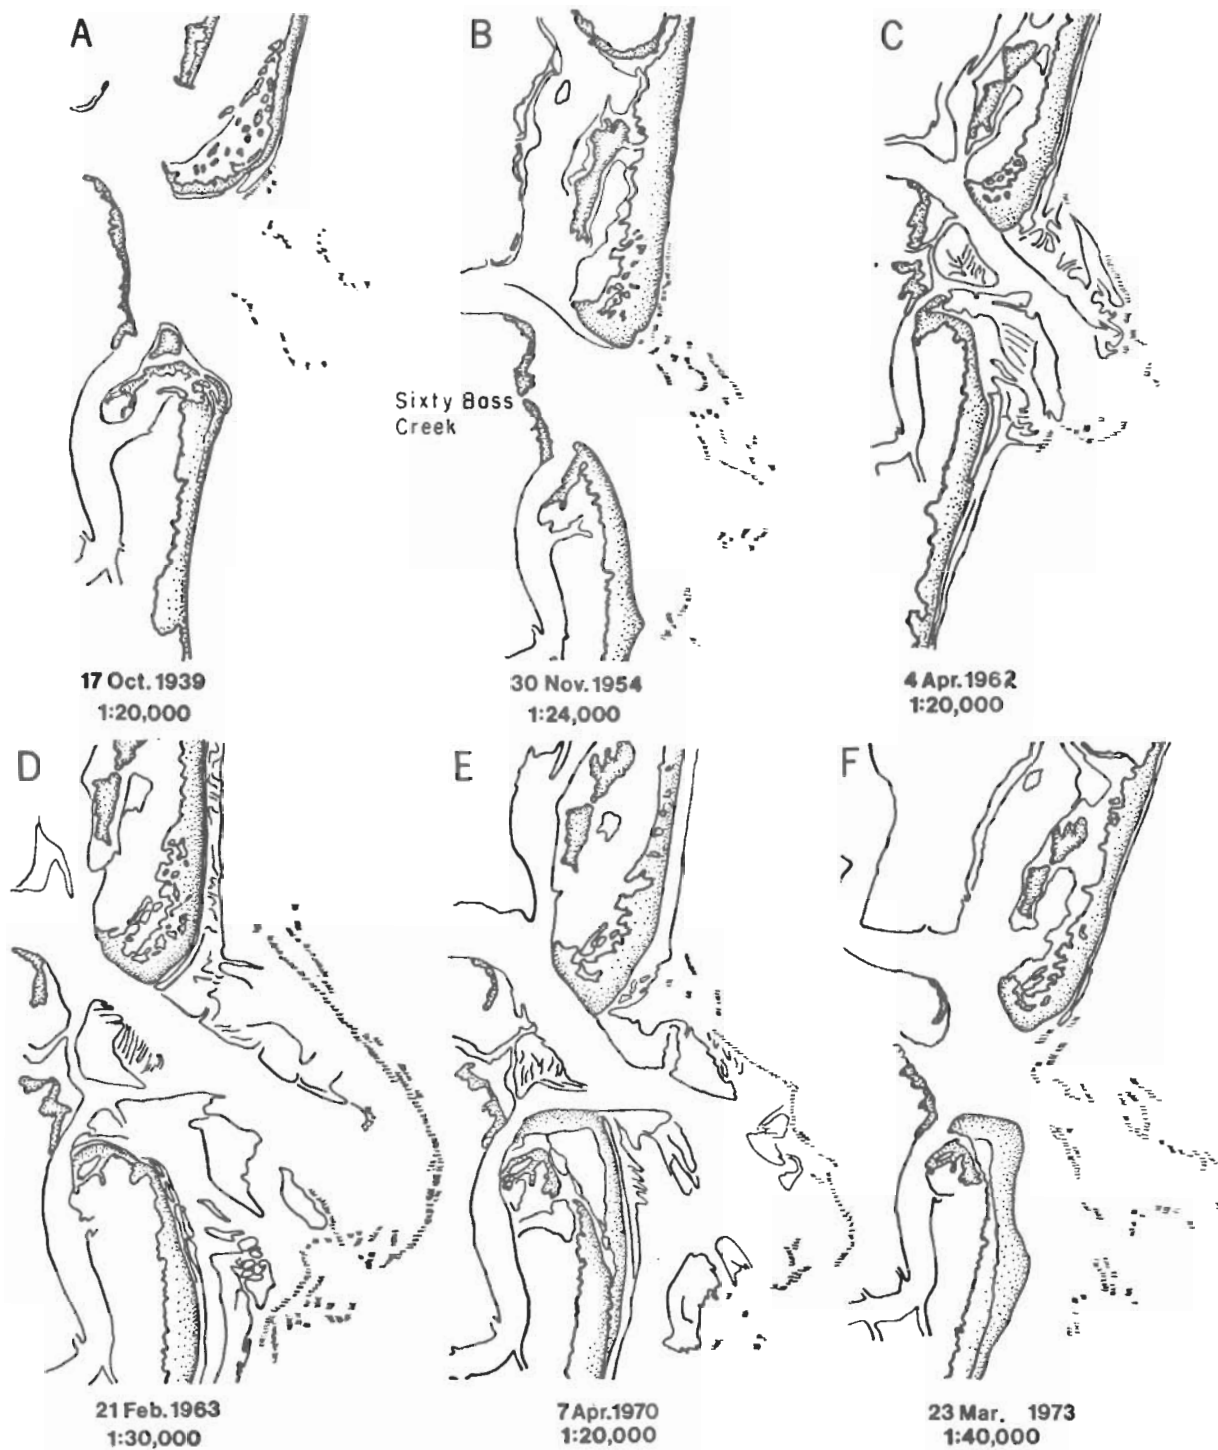 A
B
C
Sixty Bass
Creek
17 Oct. 1939
1:20,000
30 Nov. 1954
1:24,000
4 Apr. 1962
1:20,000
D
E
F
21 Feb. 1963
1:30,000
7 Apr. 1970
1:20,000
23 Mar. 1973
1:40,000